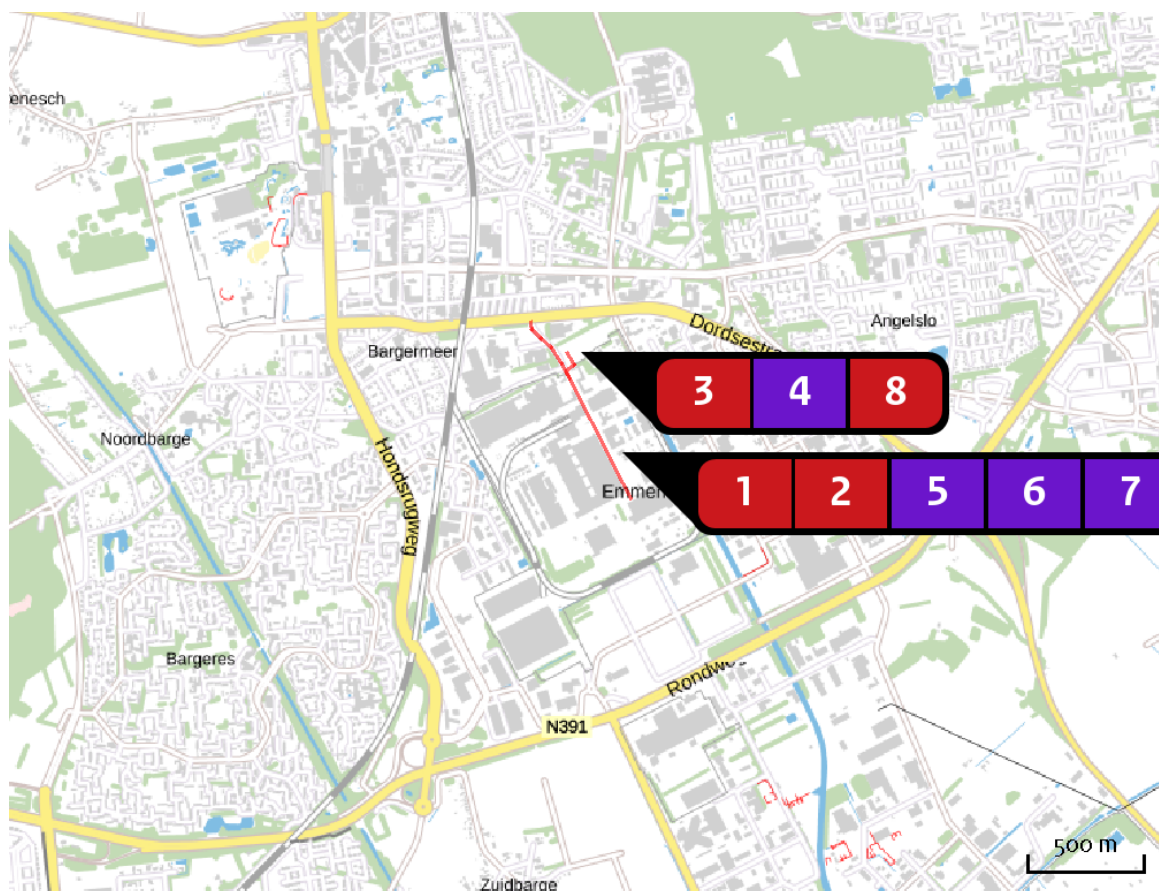 enesch
Dordsestra
Angelslo
Bargermeer
3 4 8
Noordbarge
Hondsrugweg
Emmen
1 2 5 6 7
Bargeres
Rondwe
N391
500 m
Zuidbarge